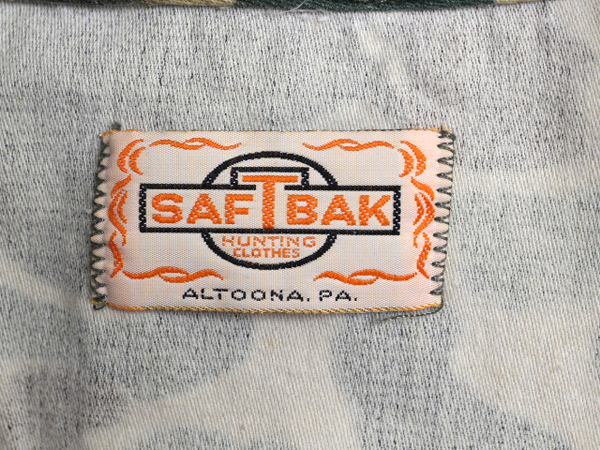 SAFTBAK
HUNTING
CLOTHES
ALTOONA, PA.